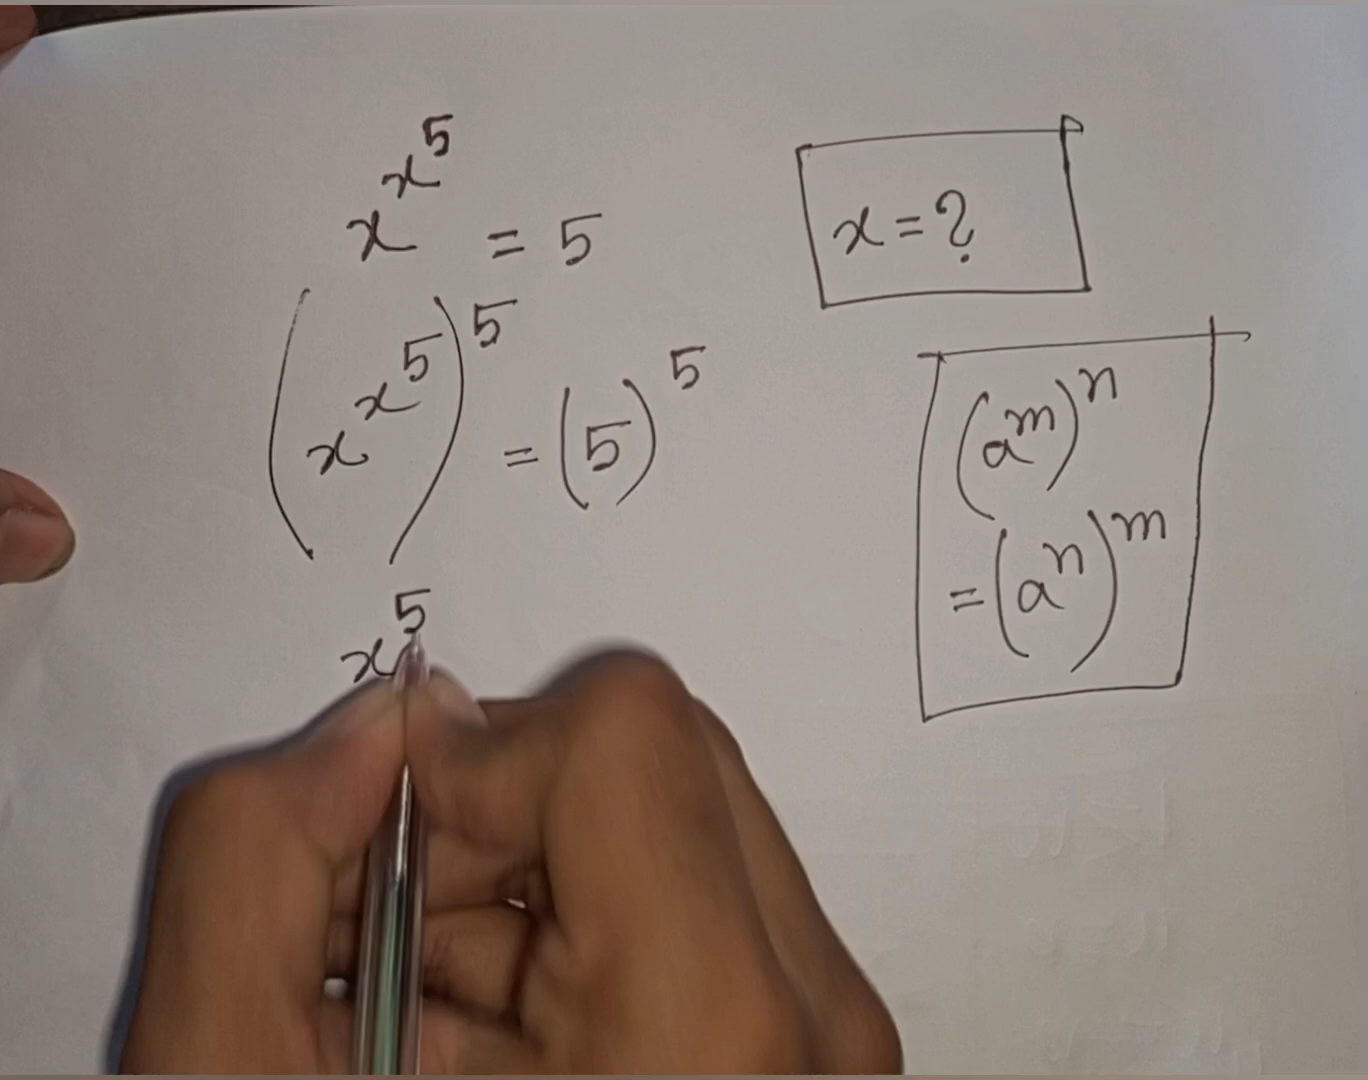 x^{x^5} = 5
x = ?
(x^{x^5})^5 = (5)^5
(a^m)^n
= (a^n)^m
x^5